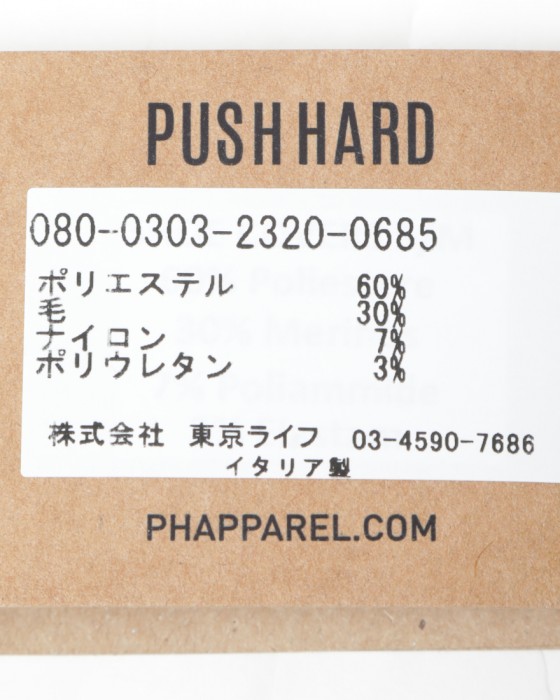 PUSH HARD
080-0303-2320-0685
ポリエステル 60%
毛 30%
ナイロン 7%
ポリウレタン 3%
株式会社 東京ライフ 03-4590-7686
イタリア製
PHAPPAREL.COM